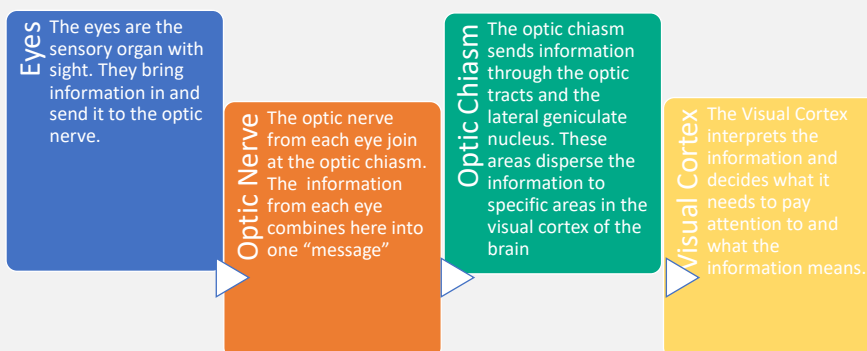 Eyes
The eyes are the
sensory organ with
sight. They bring
information in and
send it to the optic
nerve.
Optic Nerve
The optic nerve
from each eye join
at the optic chiasm.
The information
from each eye
combines here into
one “message”
Optic Chiasm
The optic chiasm
sends information
through the optic
tracts and the
lateral geniculate
nucleus. These
areas disperse the
information to
specific areas in the
visual cortex of the
brain
Visual Cortex
The Visual Cortex
interprets the
information and
decides what it
needs to pay
attention to and
what the
information means.